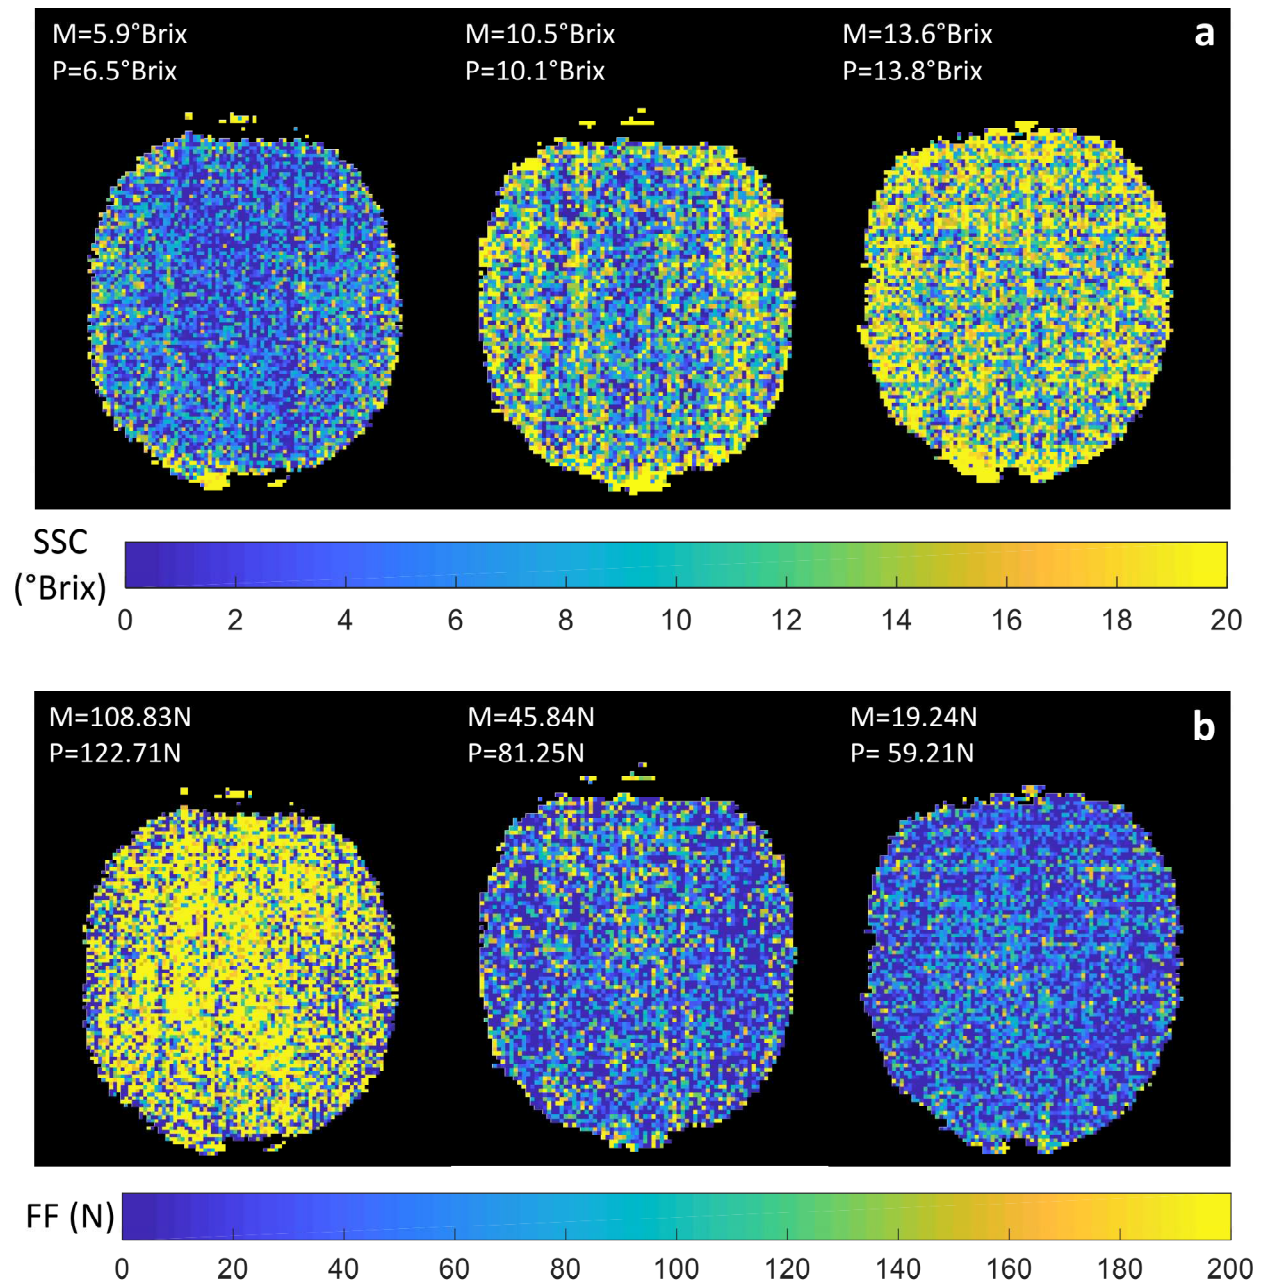 M=5.9°Brix
P=6.5°Brix
M=10.5°Brix
P=10.1°Brix
M=13.6°Brix
P=13.8°Brix
a
SSC
(°Brix)
0 2 4 6 8 10 12 14 16 18 20
M=108.83N
P=122.71N
M=45.84N
P=81.25N
M=19.24N
P= 59.21N
b
FF (N)
0 20 40 60 80 100 120 140 160 180 200